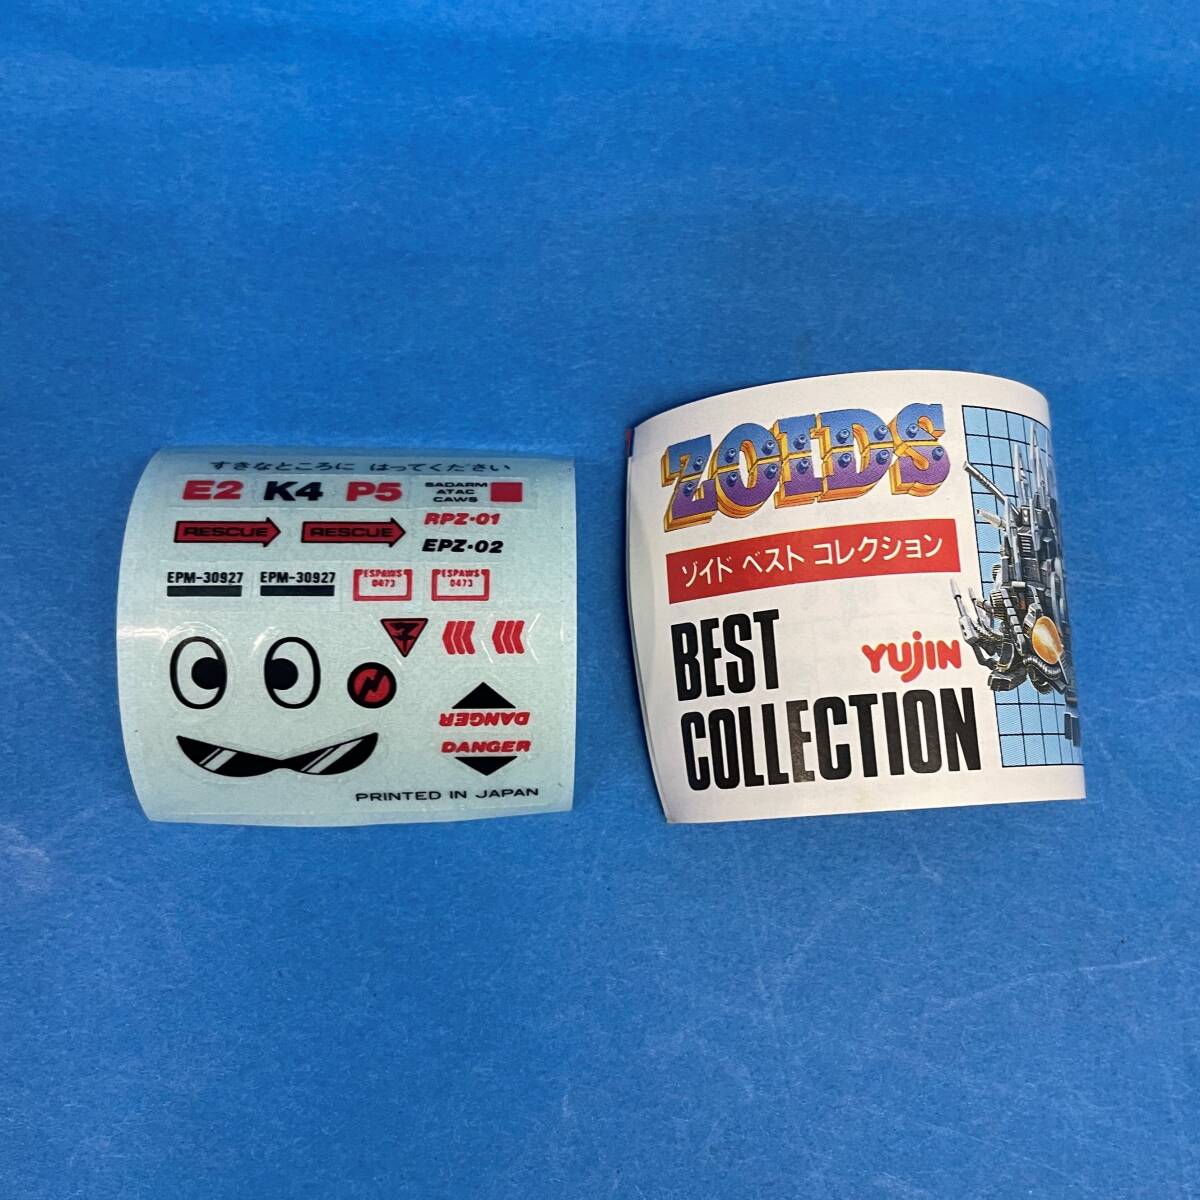 すきなところに はってください
E2 K4 P5
SADARM
ATAC
CAWS
RESCUE RESCUE
RPZ-01
EPZ-02
EPM-30927 EPM-30927
ESPAWS
0473
ESPAWS
0473
DANGER
DANGER
PRINTED IN JAPAN
ZOIDS
ゾイド ベスト コレクション
BEST
COLLECTION
YUJIN